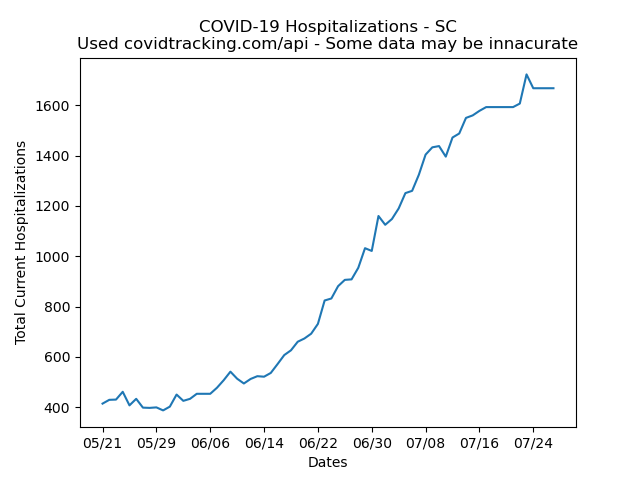 COVID-19 Hospitalizations - SC
Used covidtracking.com/api - Some data may be innacurate
Total Current Hospitalizations
1600
1400
1200
1000
800
600
400
05/21 05/29 06/06 06/14 06/22 06/30 07/08 07/16 07/24
Dates